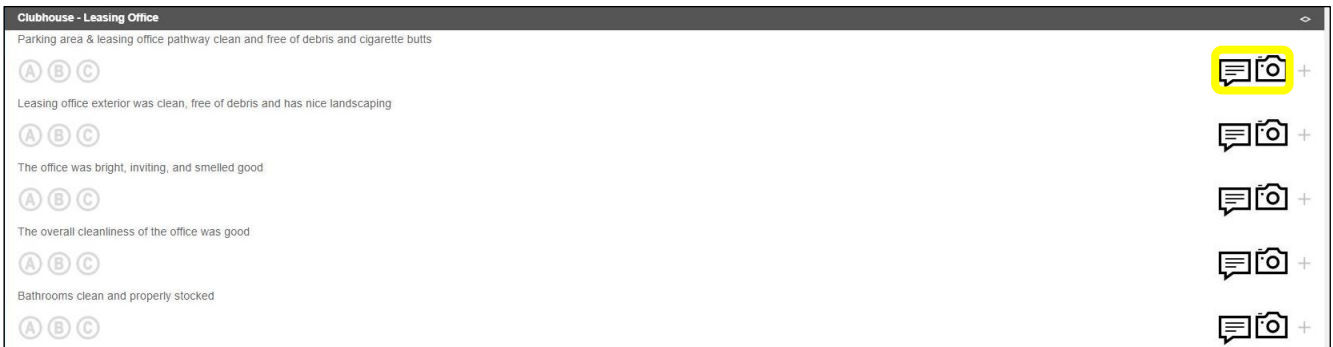 Clubhouse - Leasing Office
Parking area & leasing office pathway clean and free of debris and cigarette butts
A B C
Leasing office exterior was clean, free of debris and has nice landscaping
A B C
The office was bright, inviting, and smelled good
A B C
The overall cleanliness of the office was good
A B C
Bathrooms clean and properly stocked
A B C